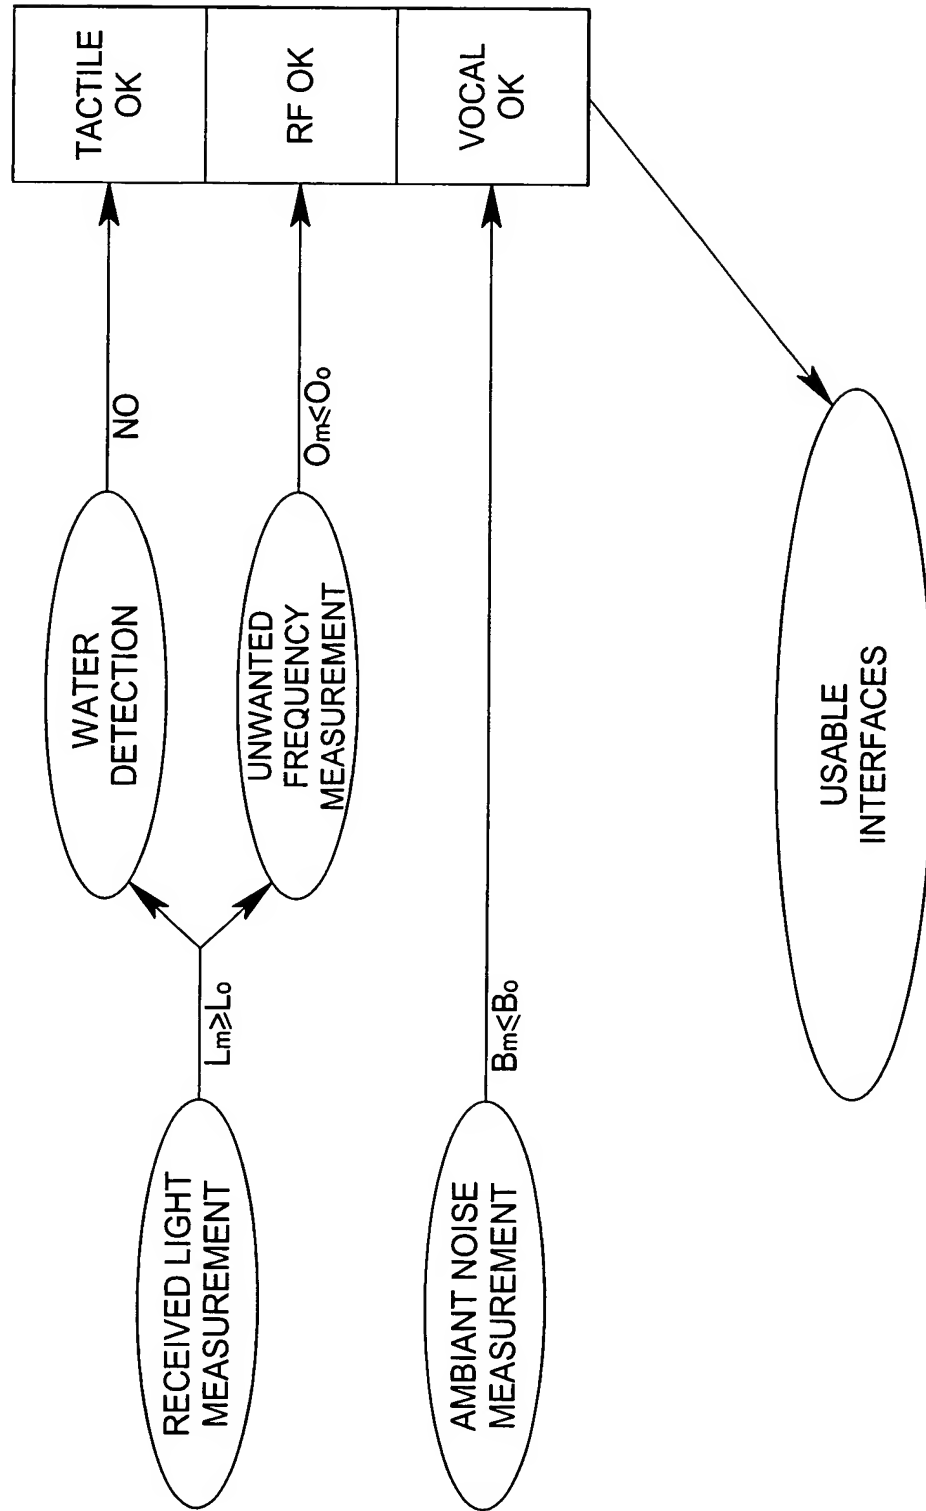 RECEIVED LIGHT
MEASUREMENT
Lm≥Lo
WATER
DETECTION
NO
TACTILE
OK
UNWANTED
FREQUENCY
MEASUREMENT
Om≤Oo
RF OK
AMBIANT NOISE
MEASUREMENT
Bm≤Bo
VOCAL
OK
USABLE
INTERFACES